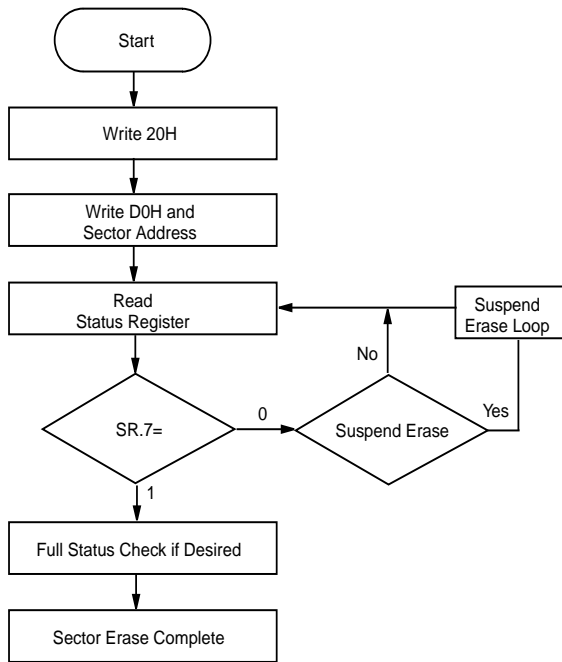 Start
Write 20H
Write D0H and
Sector Address
Read
Status Register
Suspend
Erase Loop
No
SR.7=
0
Suspend Erase
Yes
1
Full Status Check if Desired
Sector Erase Complete